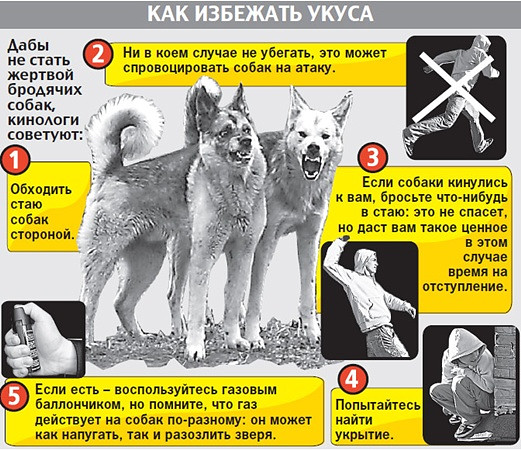 КАК ИЗБЕЖАТЬ УКУСА
Дабы
не стать
жертвой
бродячих
собак,
кинологи
советуют:
1
Обходить
стаю
собак
стороной.
2
Ни в коем случае не убегать, это может
спровоцировать собак на атаку.
3
Если собаки кинулись
к вам, бросьте что-нибудь
в стаю: это не спасет,
но даст вам такое ценное
в этом
случае
время на
отступление.
4
Попытайтесь
найти
укрытие.
5
Если есть – воспользуйтесь газовым
баллончиком, но помните, что газ
действует на собак по-разному: он может
как напугать, так и разозлить зверя.